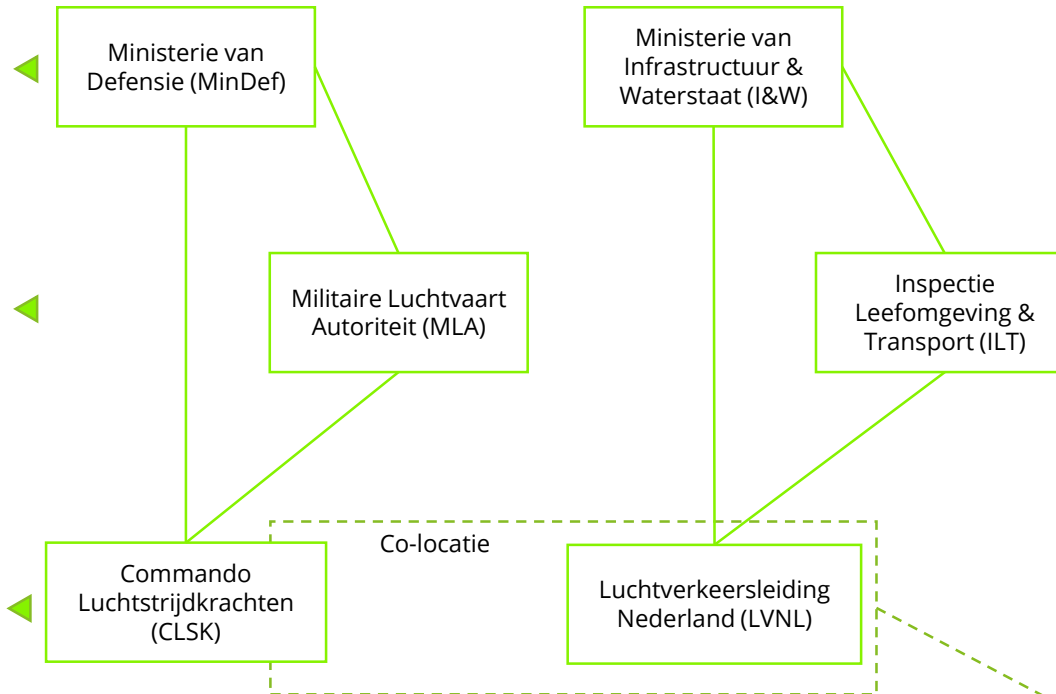 Ministerie van
Defensie (MinDef)
Ministerie van
Infrastructuur &
Waterstaat (I&W)
Militaire Luchtvaart
Autoriteit (MLA)
Inspectie
Leefomgeving &
Transport (ILT)
Co-locatie
Commando
Luchtstrijdkrachten
(CLSK)
Luchtverkeersleiding
Nederland (LVNL)